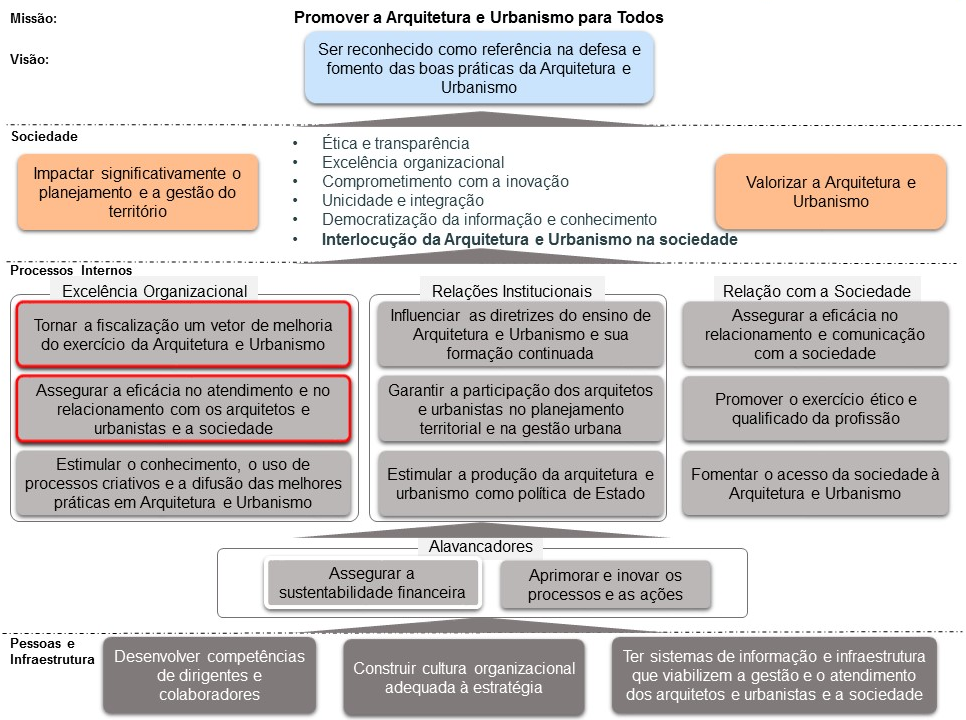 Missão:
Promover a Arquitetura e Urbanismo para Todos
Visão:
Ser reconhecido como referência na defesa e
fomento das boas práticas da Arquitetura e
Urbanismo
Sociedade
Impactar significativamente o
planejamento e a gestão do
território
• Ética e transparência
• Excelência organizacional
• Comprometimento com a inovação
• Unicidade e integração
• Democratização da informação e conhecimento
• Interlocução da Arquitetura e Urbanismo na sociedade
Valorizar a Arquitetura e
Urbanismo
Processos Internos
Excelência Organizacional
Tornar a fiscalização um vetor de melhoria
do exercício da Arquitetura e Urbanismo
Assegurar a eficácia no atendimento e no
relacionamento com os arquitetos e
urbanistas e a sociedade
Estimular o conhecimento, o uso de
processos criativos e a difusão das melhores
práticas em Arquitetura e Urbanismo
Relações Institucionais
Influenciar as diretrizes do ensino de
Arquitetura e Urbanismo e sua
formação continuada
Garantir a participação dos arquitetos
e urbanistas no planejamento
territorial e na gestão urbana
Estimular a produção da arquitetura e
urbanismo como política de Estado
Relação com a Sociedade
Assegurar a eficácia no
relacionamento e comunicação
com a sociedade
Promover o exercício ético e
qualificado da profissão
Fomentar o acesso da sociedade à
Arquitetura e Urbanismo
Alavancadores
Assegurar a
sustentabilidade financeira
Aprimorar e inovar os
processos e as ações
Pessoas e
Infraestrutura
Desenvolver competências
de dirigentes e
colaboradores
Construir cultura organizacional
adequada à estratégia
Ter sistemas de informação e infraestrutura
que viabilizem a gestão e o atendimento
dos arquitetos e urbanistas e a sociedade